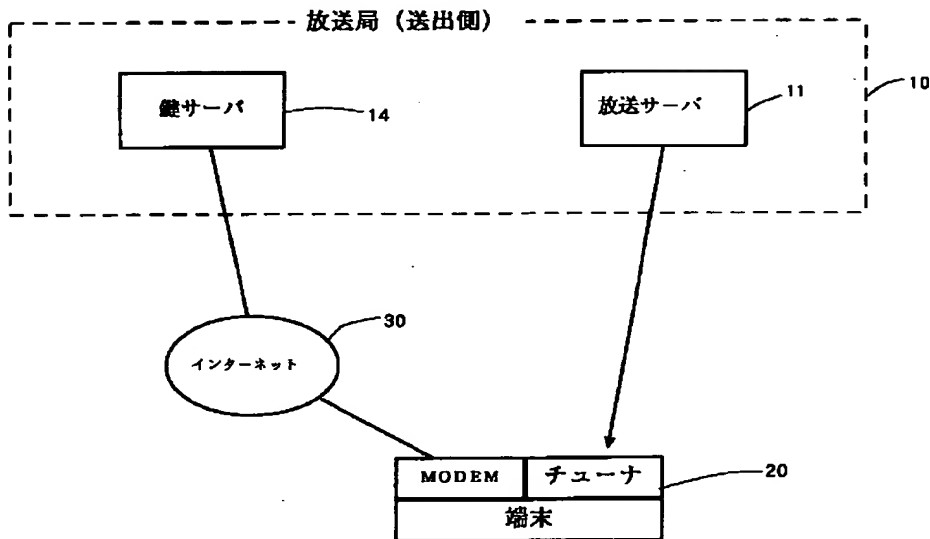 放送局 (送出側)
10
鍵サーバ
14
放送サーバ
11
30
インターネット
MODEM
チューナ
20
端末